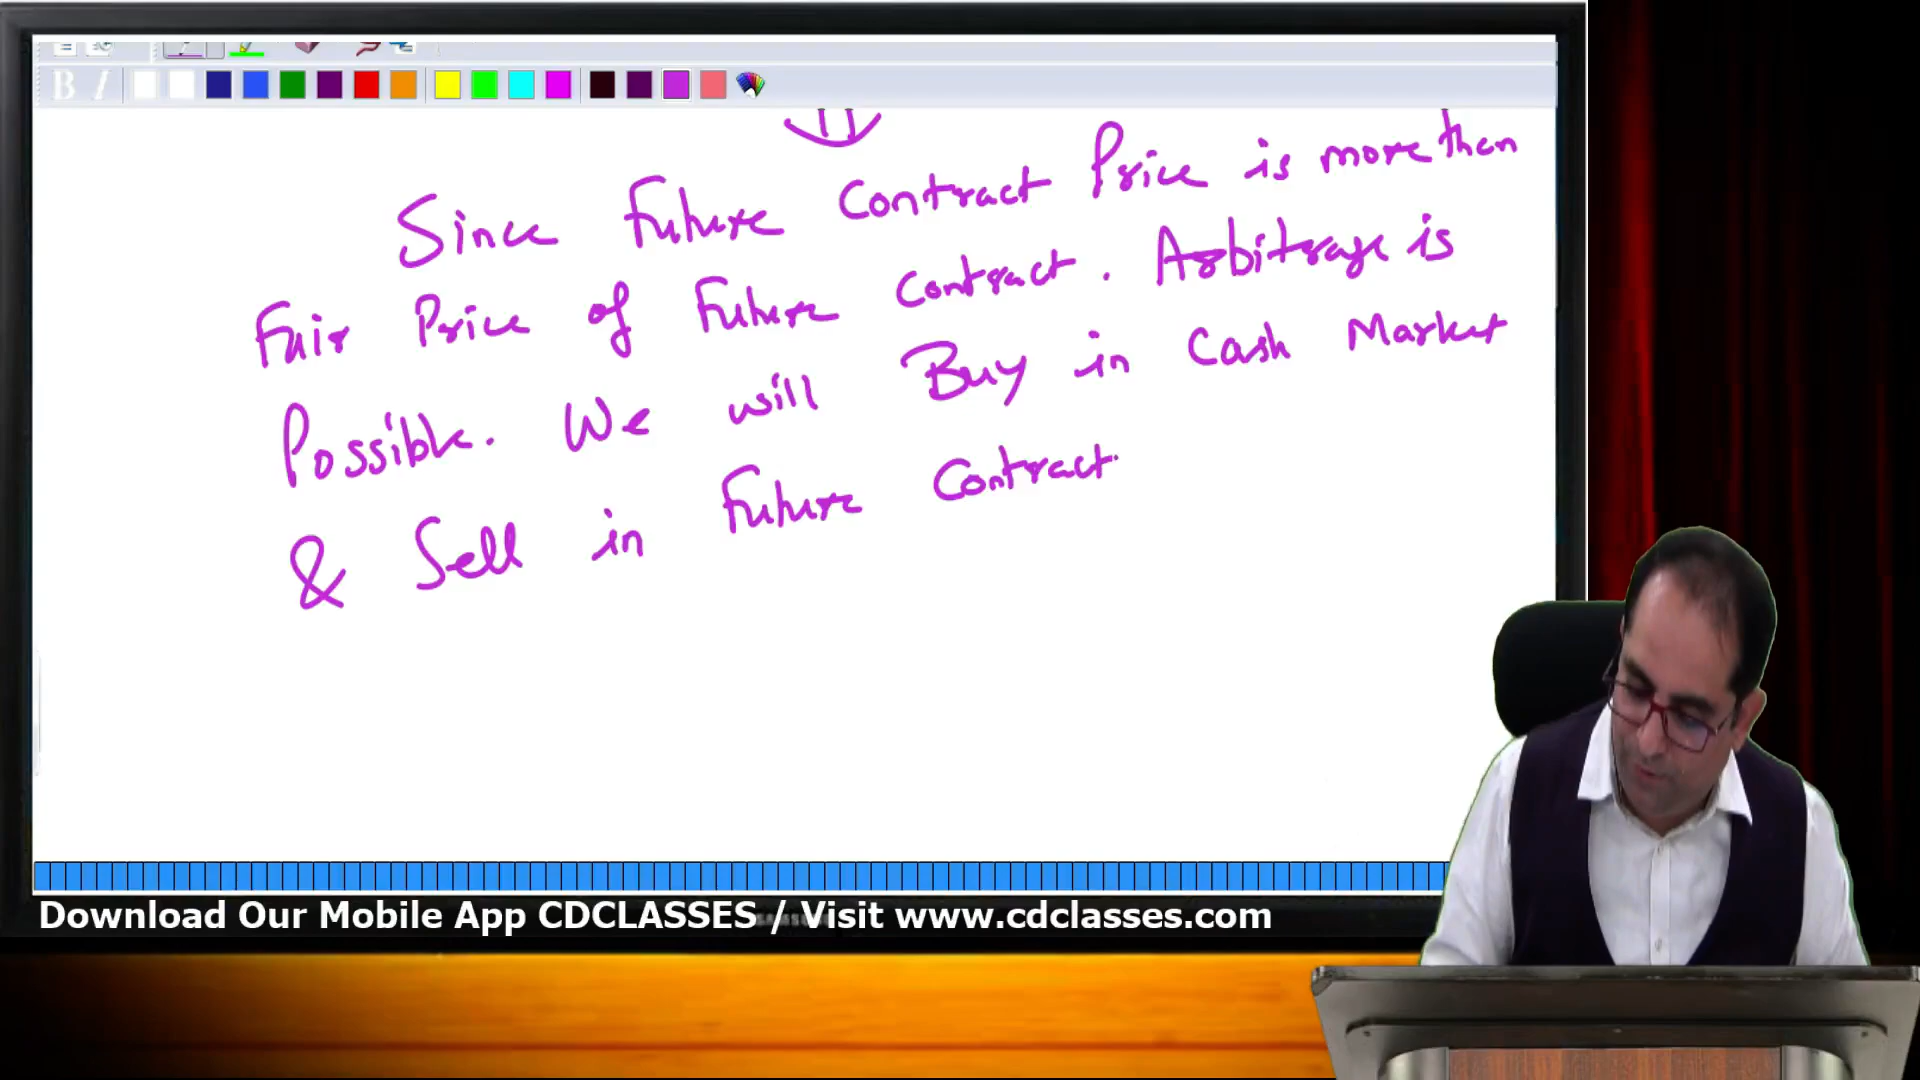 B I
Since Future Contract Price is more than
Fair Price of Future Contract. Arbitrage is
Possible. We will Buy in Cash Market
& Sell in Future Contract.
Download Our Mobile App CDCLASSES / Visit www.cdclasses.com